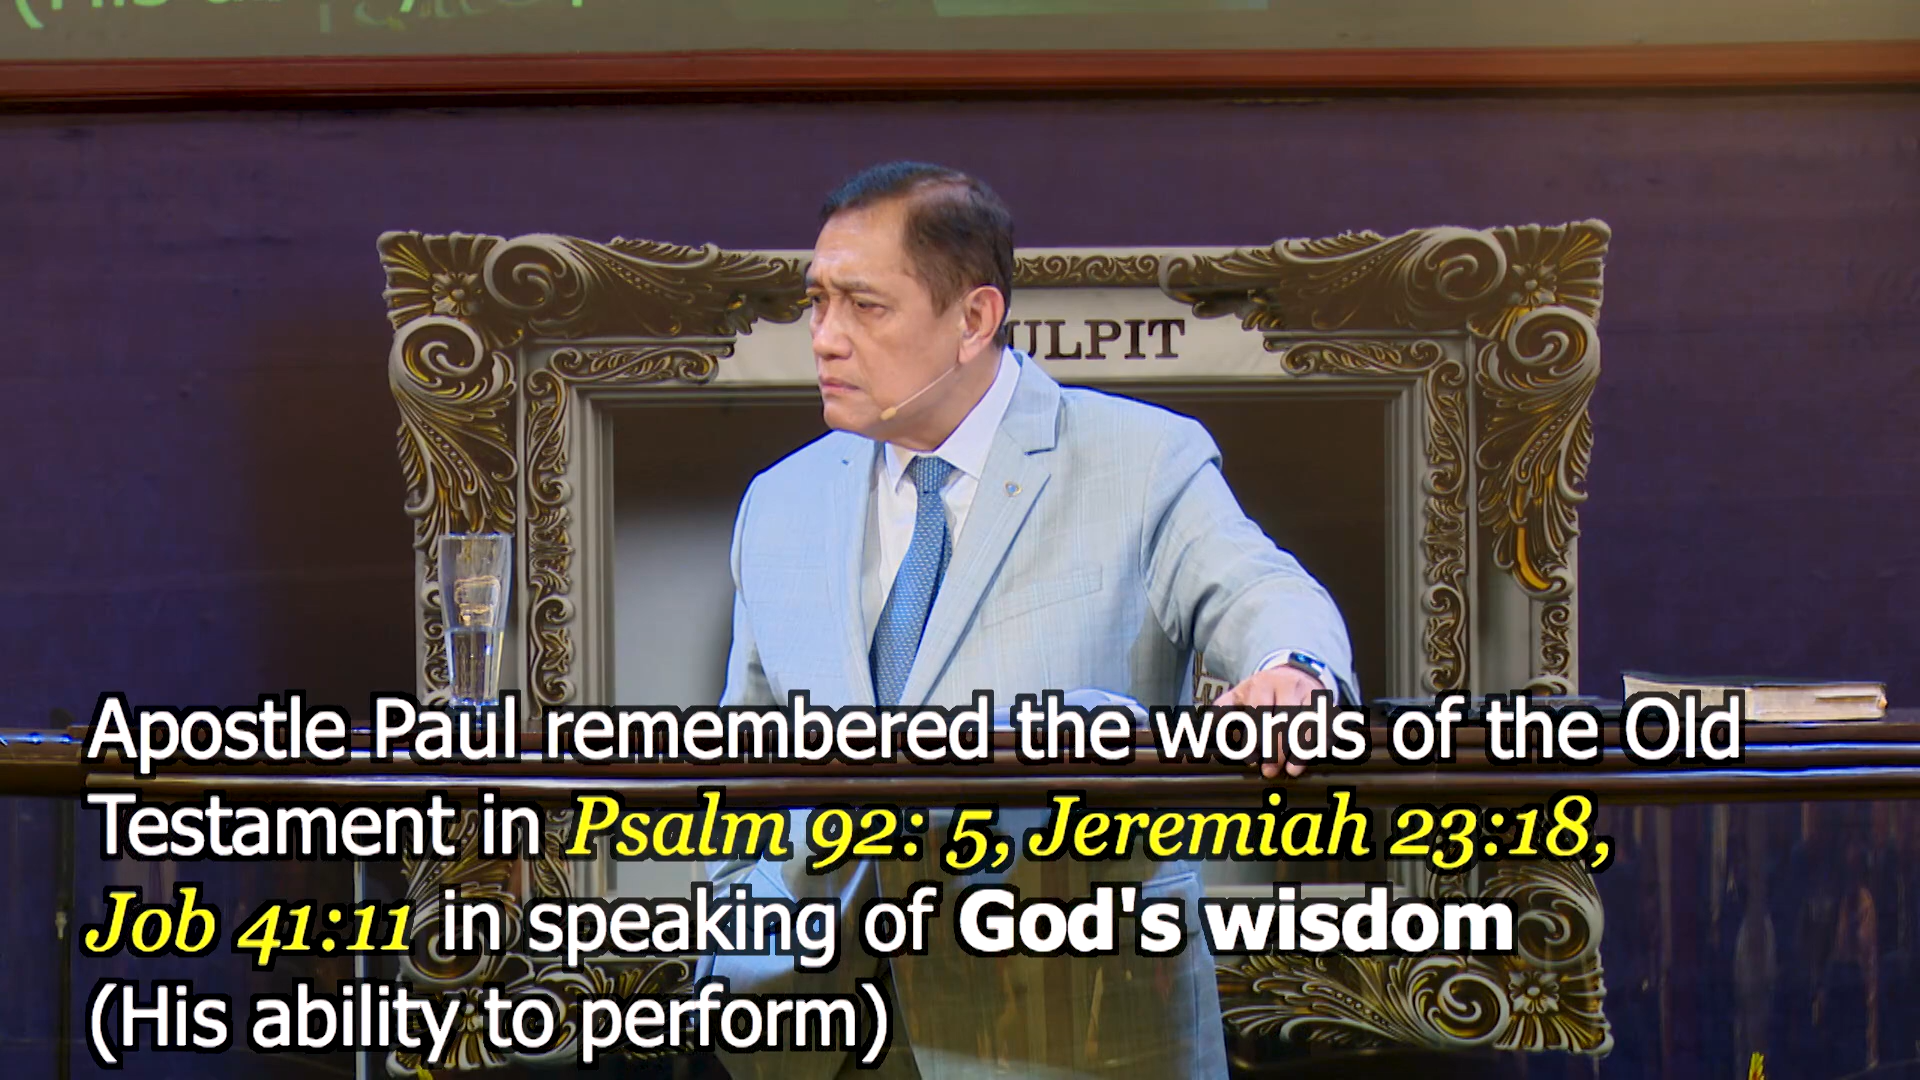 ULPIT
Apostle Paul remembered the words of the Old
Testament in Psalm 92: 5, Jeremiah 23:18,
Job 41:11 in speaking of God's wisdom
(His ability to perform)